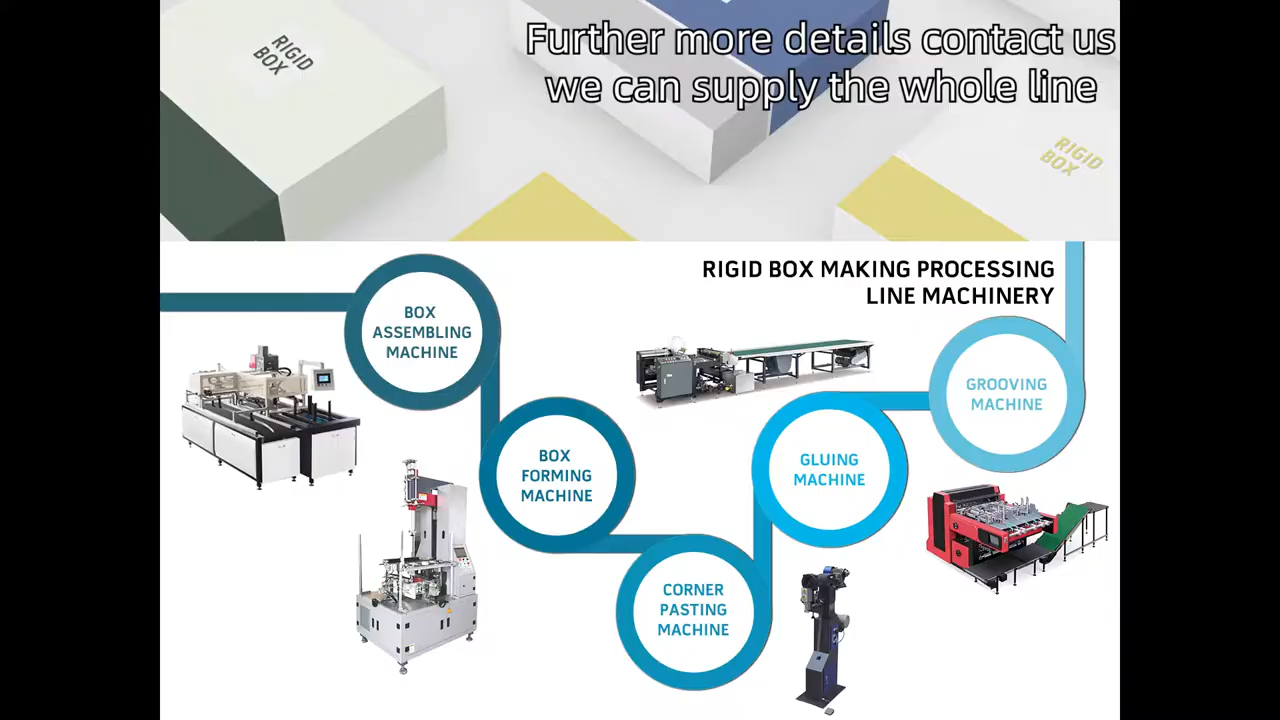 Further more details contact us
we can supply the whole line
RIGID
BOX
RIGID
BOX
RIGID BOX MAKING PROCESSING
LINE MACHINERY
BOX
ASSEMBLING
MACHINE
BOX
FORMING
MACHINE
CORNER
PASTING
MACHINE
GLUING
MACHINE
GROOVING
MACHINE